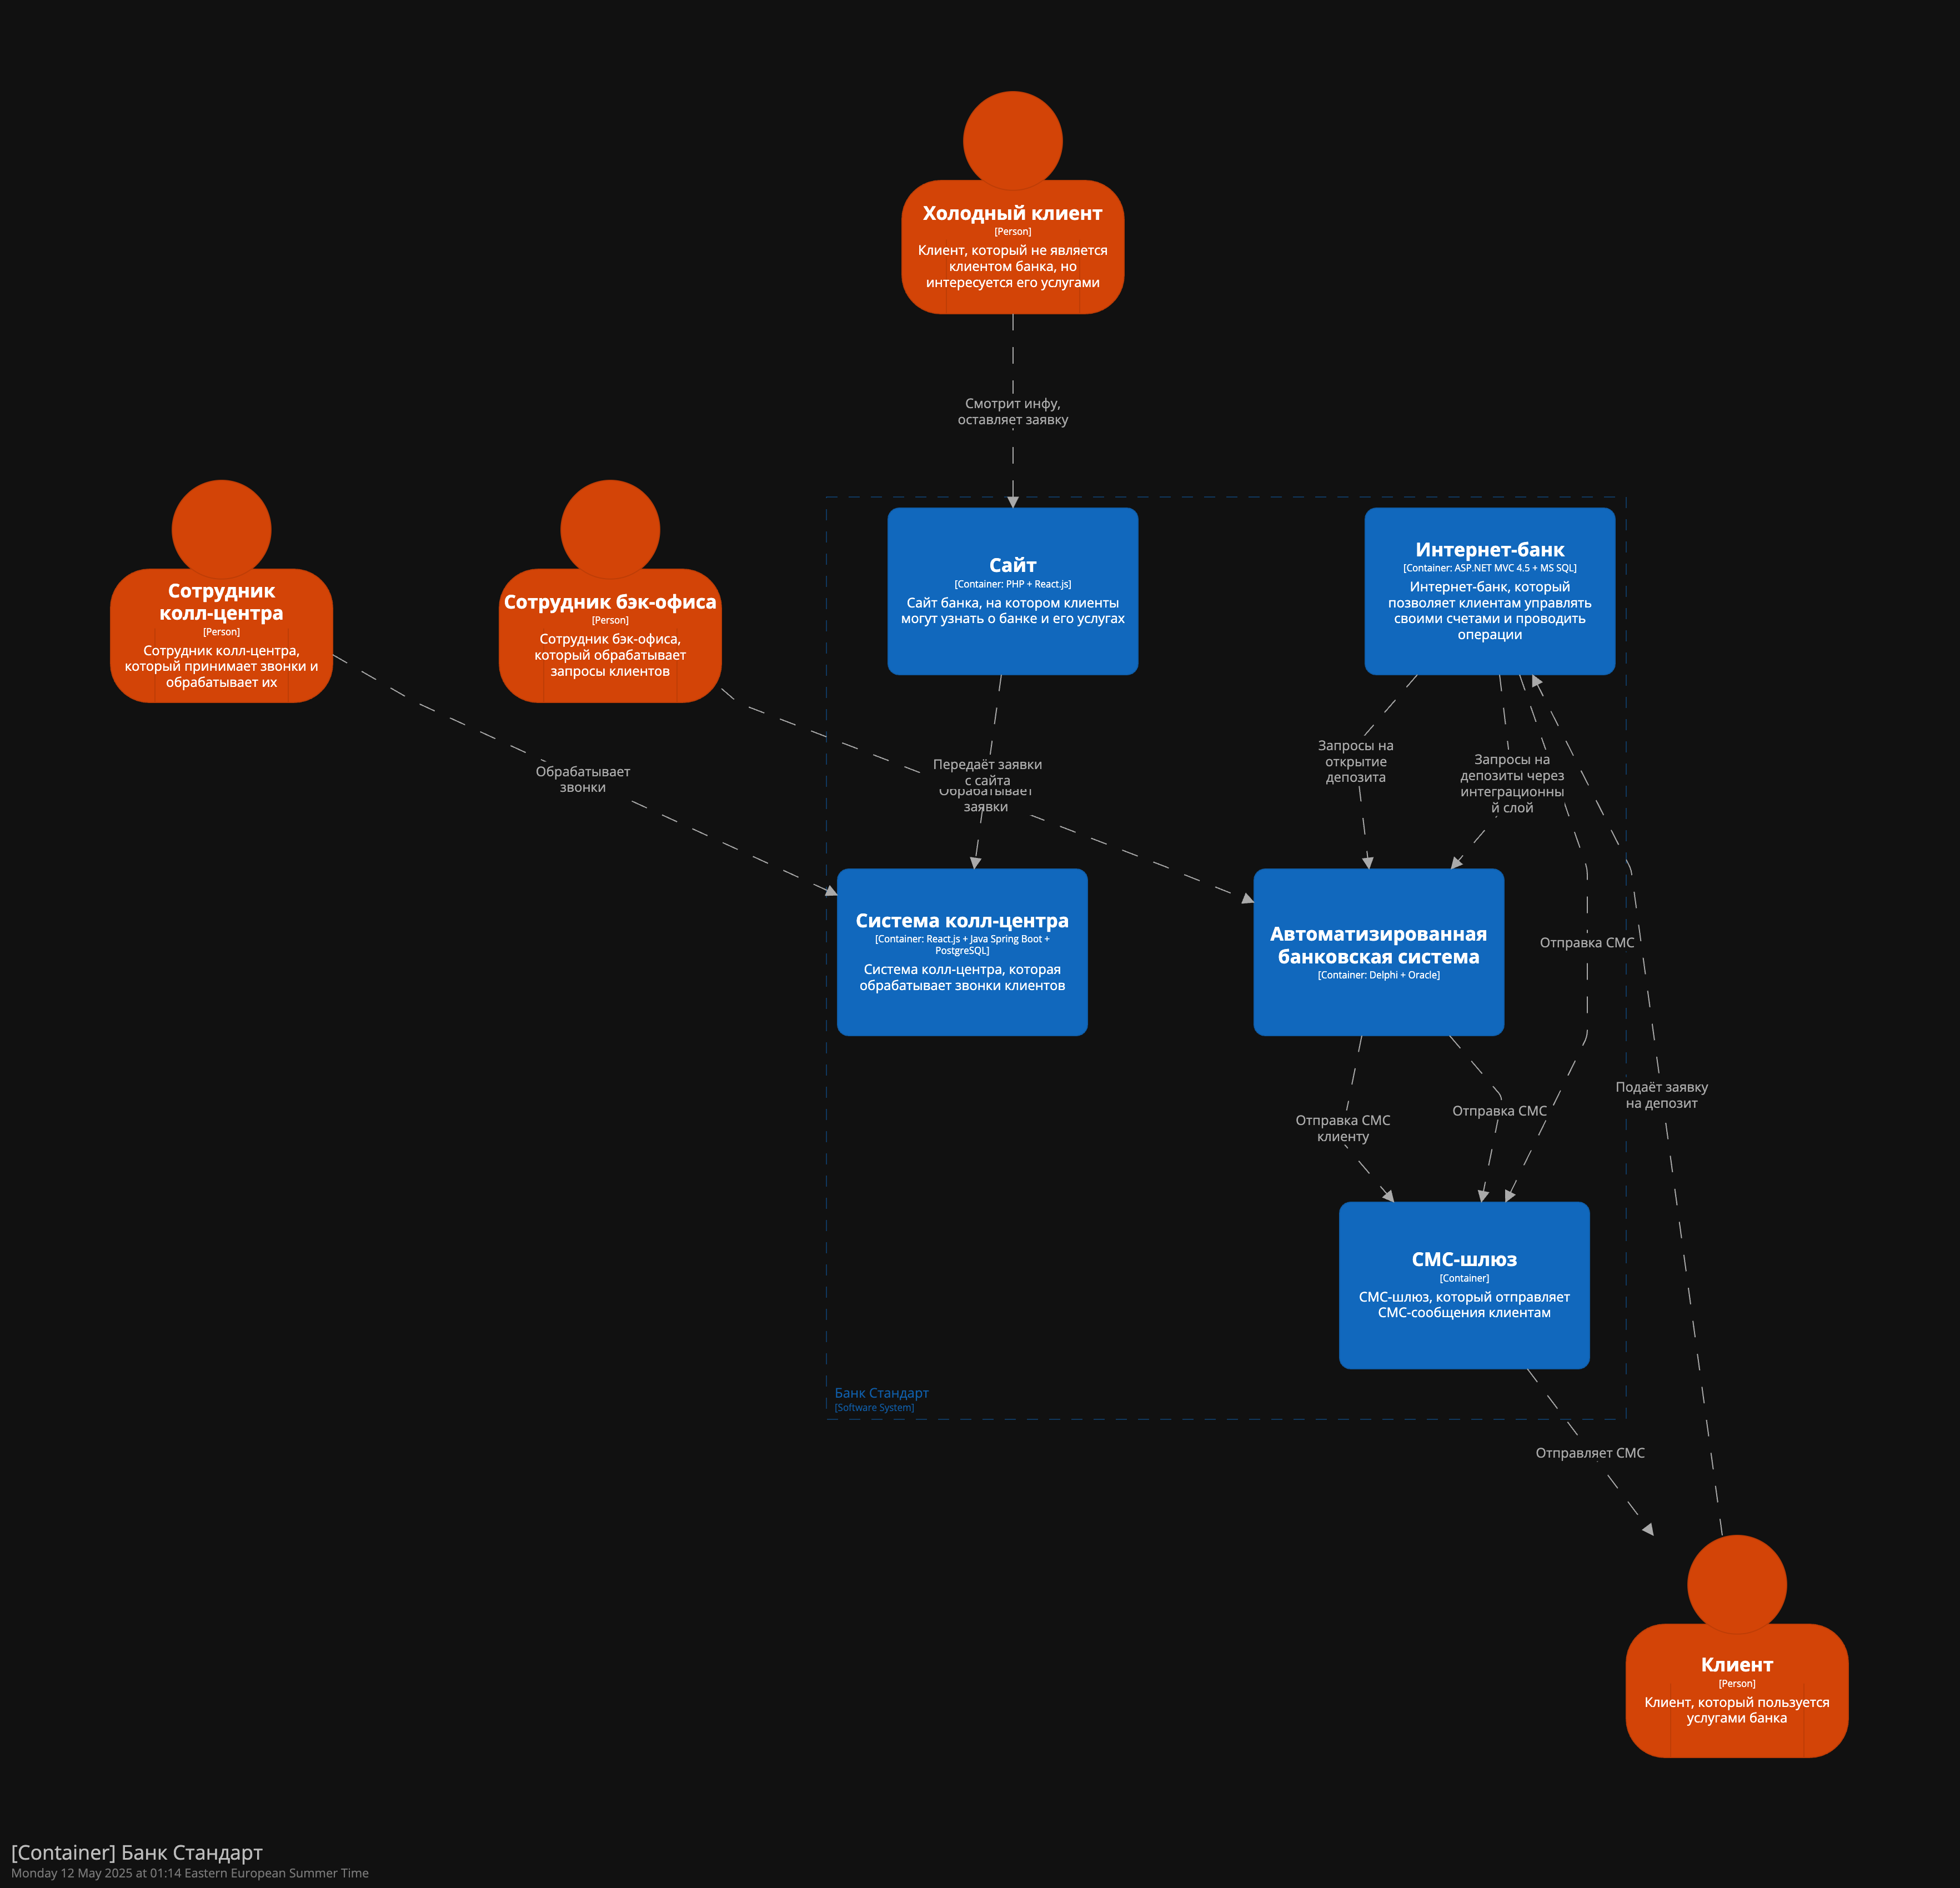 Холодный клиент
[Person]
Клиент, который не является
клиентом банка, но
интересуется его услугами
Смотрит инфу,
оставляет заявку
Сотрудник
колл-центра
[Person]
Сотрудник колл-центра,
который принимает звонки и
обрабатывает их
Сотрудник бэк-офиса
[Person]
Сотрудник бэк-офиса,
который обрабатывает
запросы клиентов
Сайт
[Container: PHP + React.js]
Сайт банка, на котором клиенты
могут узнать о банке и его услугах
Интернет-банк
[Container: ASP.NET MVC 4.5 + MS SQL]
Интернет-банк, который
позволяет клиентам управлять
своими счетами и проводить
операции
Обрабатывает
звонки
Передаёт заявки
с сайта
Обрабатывает
заявки
Запросы на
открытие
депозита
Запросы на
депозиты через
интеграционны
й слой
Система колл-центра
[Container: React.js + Java Spring Boot +
PostgreSQL]
Система колл-центра, которая
обрабатывает звонки клиентов
Автоматизированная
банковская система
[Container: Delphi + Oracle]
Отправка СМС
Подаёт заявку
на депозит
Отправка СМС
клиенту
Отправка СМС
СМС-шлюз
[Container]
СМС-шлюз, который отправляет
СМС-сообщения клиентам
Банк Стандарт
[Software System]
Отправляет СМС
Клиент
[Person]
Клиент, который пользуется
услугами банка
[Container] Банк Стандарт
Monday 12 May 2025 at 01:14 Eastern European Summer Time